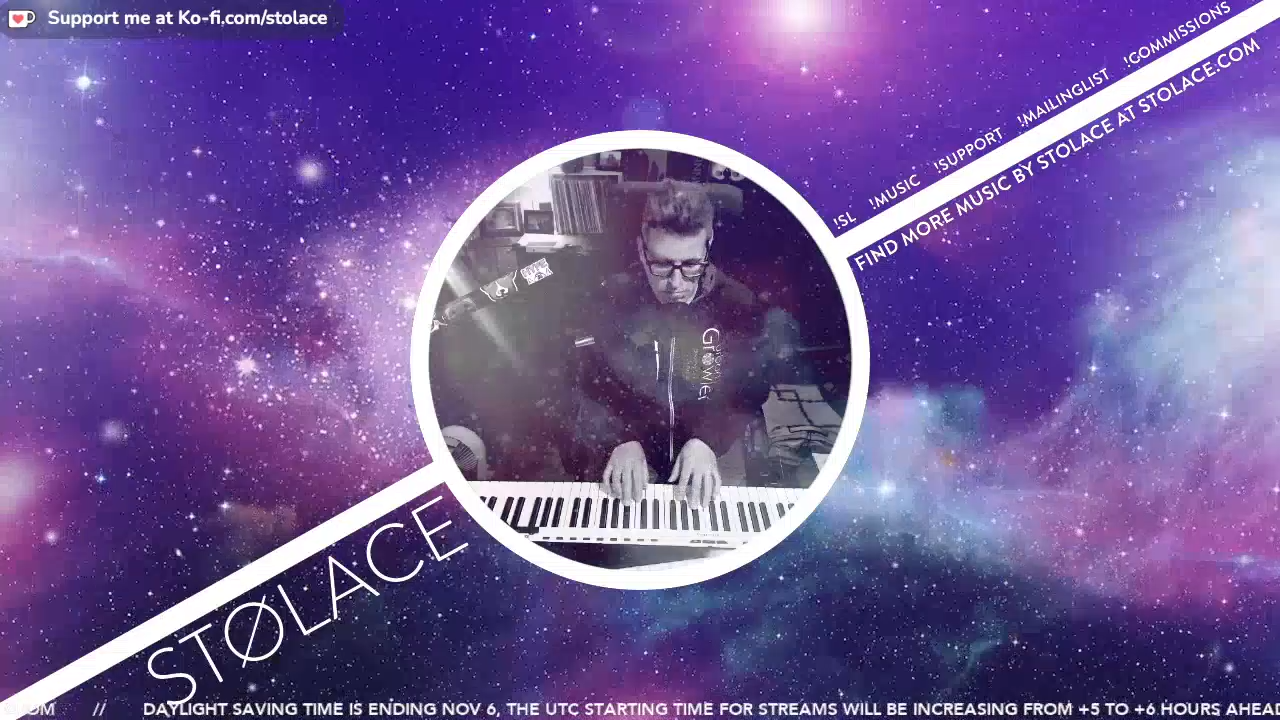 Support me at Ko-fi.com/stolace
!SL !MUSIC !SUPPORT !MAILINGLIST !COMMISSIONS
FIND MORE MUSIC BY STOLACE AT STOLACE.COM
STØLACE
// DAYLIGHT SAVING TIME IS ENDING NOV 6, THE UTC STARTING TIME FOR STREAMS WILL BE INCREASING FROM +5 TO +6 HOURS AHEAD